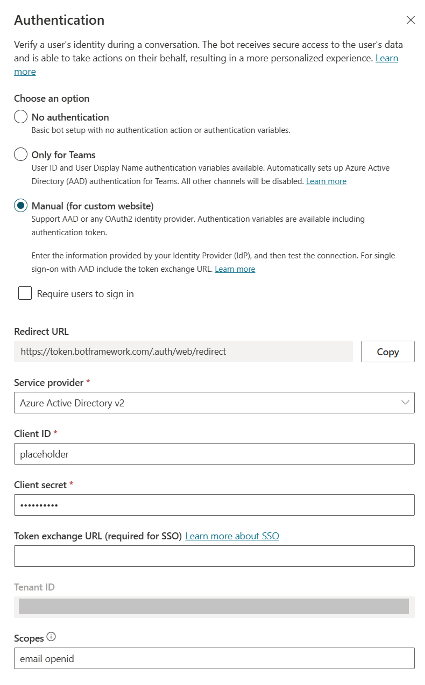 Authentication
Verify a user's identity during a conversation. The bot receives secure access to the user's data
and is able to take actions on their behalf, resulting in a more personalized experience. Learn
more
Choose an option
No authentication
Basic bot setup with no authentication action or authentication variables.
Only for Teams
User ID and User Display Name authentication variables available. Automatically sets up Azure Active
Directory (AAD) authentication for Teams. All other channels will be disabled. Learn more
Manual (for custom website)
Support AAD or any OAuth2 identity provider. Authentication variables are available including
authentication token.
Enter the information provided by your Identity Provider (IdP), and then test the connection. For single
sign-on with AAD include the token exchange URL. Learn more
Require users to sign in
Redirect URL
https://token.botframework.com/.auth/web/redirect
Copy
Service provider *
Azure Active Directory v2
Client ID *
placeholder
Client secret *
••••••••••
Token exchange URL (required for SSO) Learn more about SSO
Tenant ID
Scopes
email openid